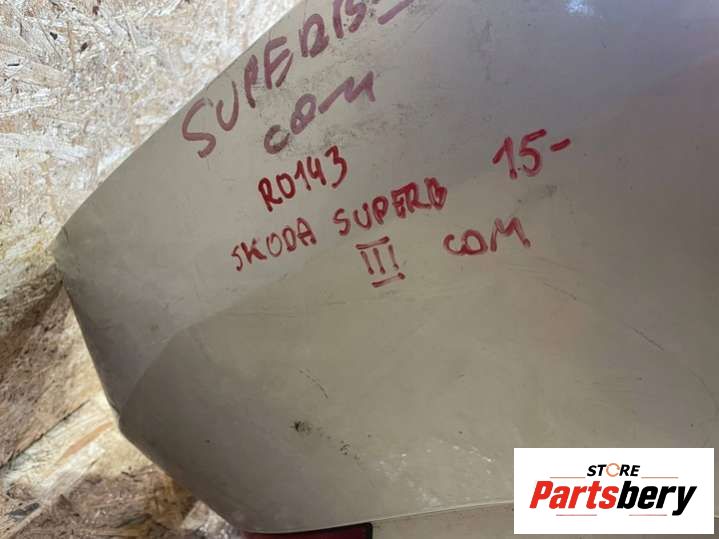 SUPERB-
COM
R0143
SKODA SUPERB 15-
III COM
STORE
Partsbery